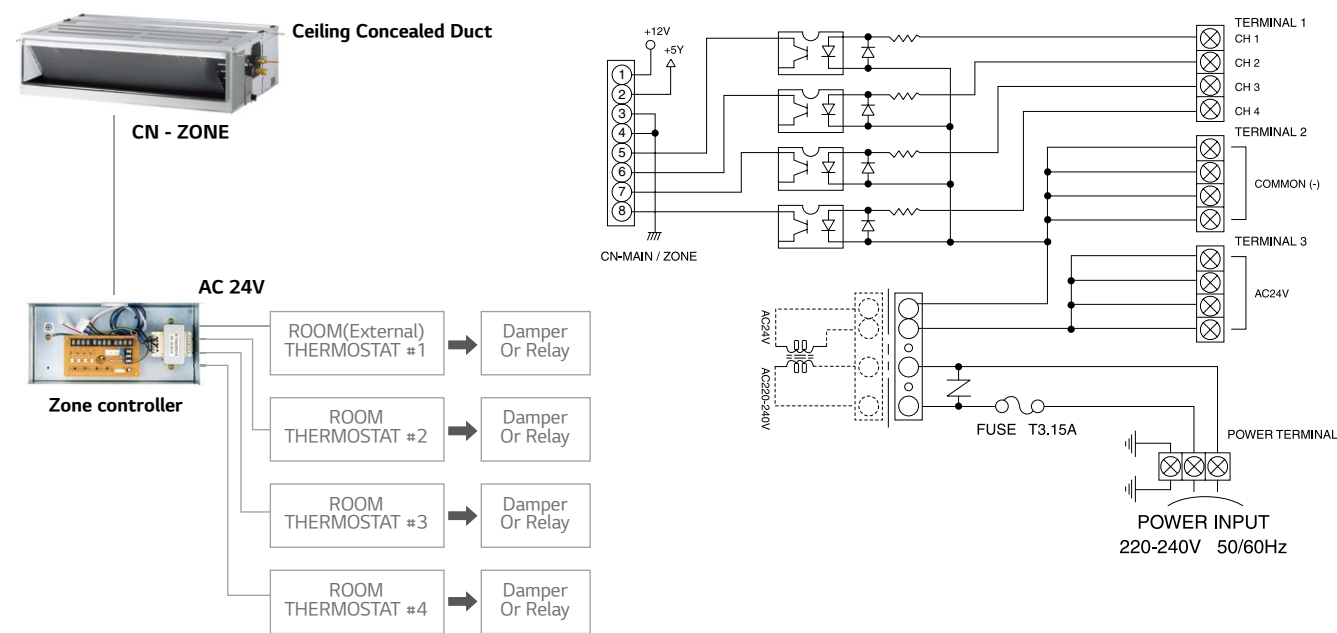 Ceiling Concealed Duct
CN - ZONE
AC 24V
Zone controller
ROOM(External)
THERMOSTAT #1
Damper
Or Relay
ROOM
THERMOSTAT #2
Damper
Or Relay
ROOM
THERMOSTAT #3
Damper
Or Relay
ROOM
THERMOSTAT #4
Damper
Or Relay
+12V
+5Y
1
2
3
4
5
6
7
8
CN-MAIN / ZONE
TERMINAL 1
CH 1
CH 2
CH 3
CH 4
TERMINAL 2
COMMON (-)
TERMINAL 3
AC24V
AC24V
AC220-240V
FUSE T3.15A
POWER TERMINAL
POWER INPUT
220-240V 50/60Hz